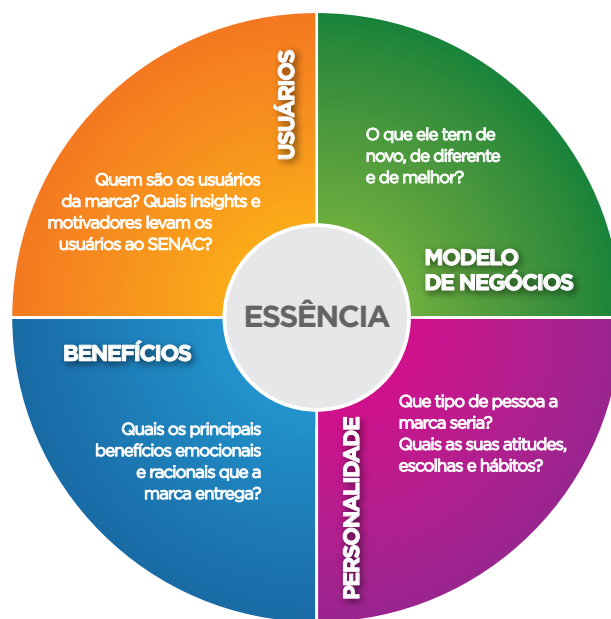 USUÁRIOS
Quem são os usuários
da marca? Quais insights e
motivadores levam os
usuários ao SENAC?
O que ele tem de
novo, de diferente
e de melhor?
MODELO
DE NEGÓCIOS
ESSÊNCIA
BENEFÍCIOS
Quais os principais
benefícios emocionais
e racionais que a
marca entrega?
PERSONALIDADE
Que tipo de pessoa a
marca seria?
Quais as suas atitudes,
escolhas e hábitos?